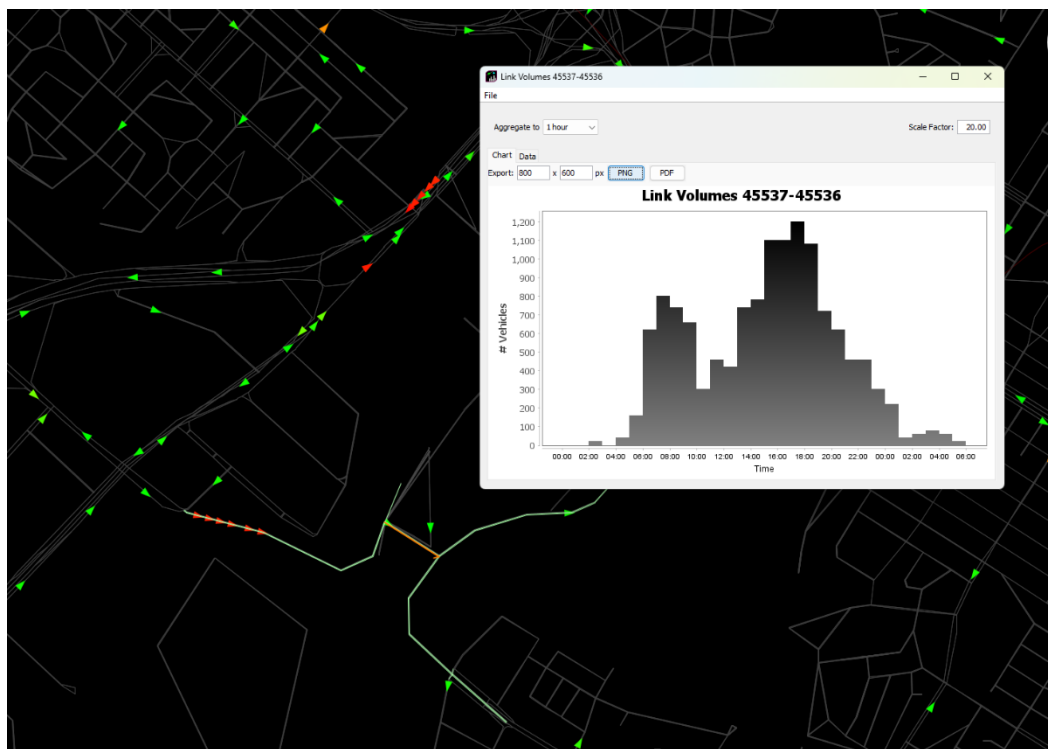 Link Volumes 45537-45536
File
Aggregate to 1 hour Scale Factor: 20.00
Chart Data
Export: 800 x 600 px PNG PDF
Link Volumes 45537-45536
1,200
1,100
1,000
900
800
700
600
500
400
300
200
100
0
# Vehicles
00:00 02:00 04:00 06:00 08:00 10:00 12:00 14:00 16:00 18:00 20:00 22:00 00:00 02:00 04:00 06:00
Time